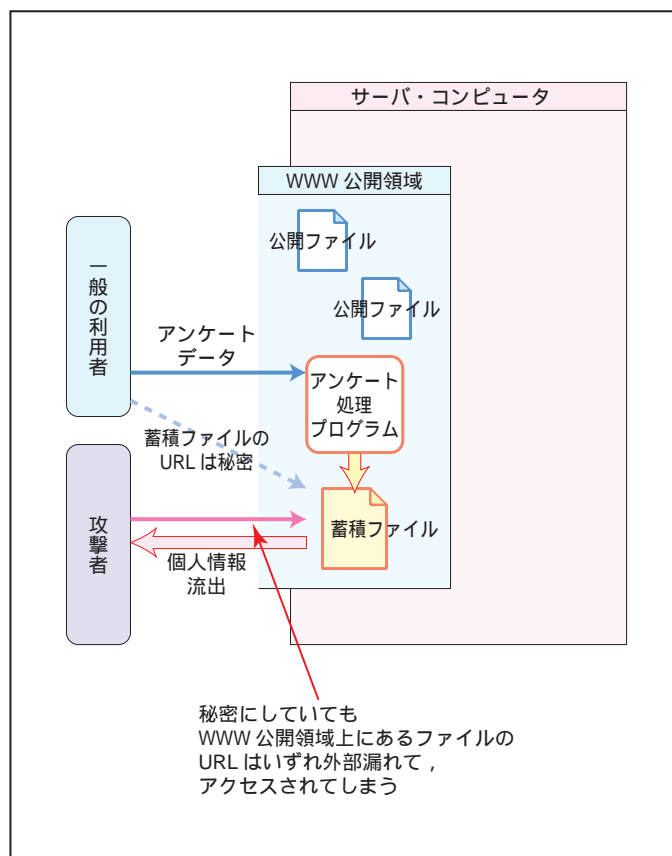 サーバ・コンピュータ
WWW 公開領域
公開ファイル
公開ファイル
一般の利用者
アンケート
データ
アンケート
処理
プログラム
蓄積ファイルの
URL は秘密
蓄積ファイル
攻撃者
個人情報
流出
秘密にしていても
WWW 公開領域上にあるファイルの
URL はいずれ外部漏れて，
アクセスされてしまう